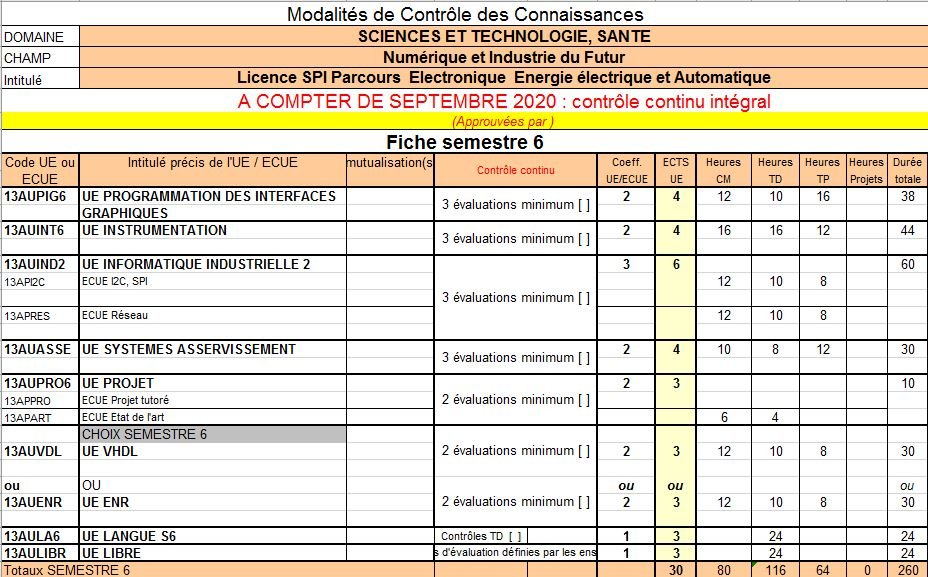 Modalités de Contrôle des Connaissances
DOMAINE SCIENCES ET TECHNOLOGIE, SANTE
CHAMP Numérique et Industrie du Futur
Intitulé Licence SPI Parcours Electronique Energie électrique et Automatique
A COMPTER DE SEPTEMBRE 2020 : contrôle continu intégral
(Approuvées par )
Fiche semestre 6
Code UE ou ECUE Intitulé précis de l'UE / ECUE mutualisation(s Contrôle continu Coeff. UE/ECUE ECTS UE Heures CM Heures TD Heures TP Heures Projets Durée totale
13AUPIG6 UE PROGRAMMATION DES INTERFACES GRAPHIQUES 3 évaluations minimum [ ] 2 4 12 10 16 38
13AUINT6 UE INSTRUMENTATION 3 évaluations minimum [ ] 2 4 16 16 12 44
13AUIND2 UE INFORMATIQUE INDUSTRIELLE 2 3 6 60
13API2C ECUE I2C, SPI 12 10 8
3 évaluations minimum [ ]
13APRES ECUE Réseau 12 10 8
13AUASSE UE SYSTEMES ASSERVISSEMENT 3 évaluations minimum [ ] 2 4 10 8 12 30
13AUPRO6 UE PROJET 2 3 10
13APPRO ECUE Projet tutoré 2 évaluations minimum [ ]
13APART ECUE Etat de l'art 6 4
CHOIX SEMESTRE 6
13AUVDL UE VHDL 2 évaluations minimum [ ] 2 3 12 10 8 30
ou OU ou ou ou
13AUENR UE ENR 2 évaluations minimum [ ] 2 3 12 10 8 30
13AULA6 UE LANGUE S6 Contrôles TD [ ] 1 3 24 24
13AULIBR UE LIBRE s d'évaluation définies par les ens 1 3 24 24
Totaux SEMESTRE 6 30 80 116 64 0 260